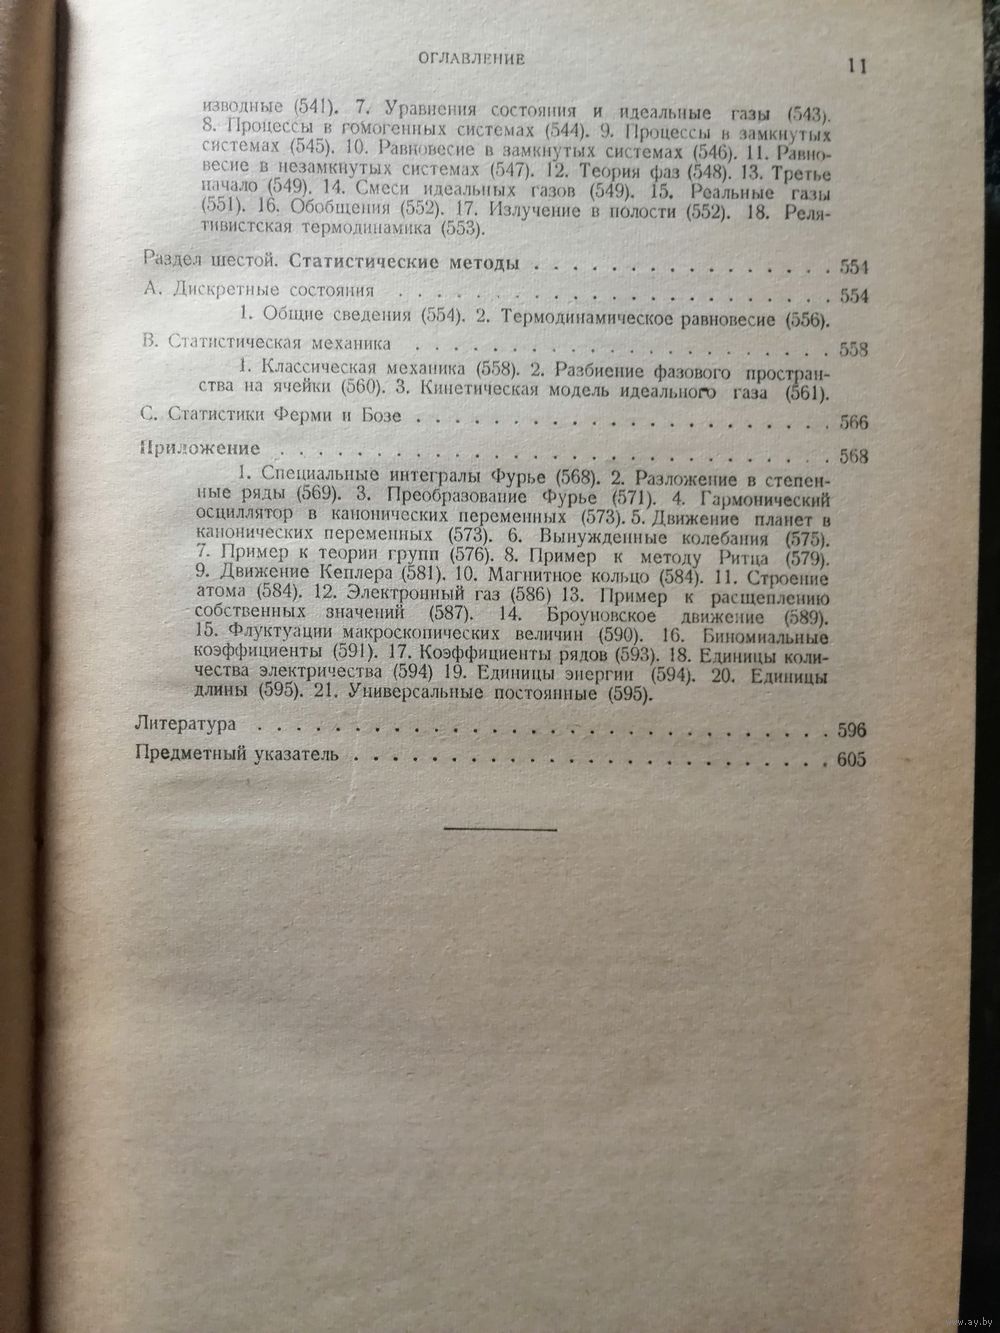 ОГЛАВЛЕНИЕ 11
изводные (541). 7. Уравнения состояния и идеальные газы (543).
8. Процессы в гомогенных системах (544). 9. Процессы в замкнутых
системах (545). 10. Равновесие в замкнутых системах (546). 11. Равно-
весие в незамкнутых системах (547). 12. Теория фаз (548). 13. Третье
начало (549). 14. Смеси идеальных газов (549). 15. Реальные газы
(551). 16. Обобщения (552). 17. Излучение в полости (552). 18. Реля-
тивистская термодинамика (553).
Раздел шестой. Статистические методы . . . . . . . . . . . . . . . . 554
А. Дискретные состояния . . . . . . . . . . . . . . . . . . . . . 554
1. Общие сведения (554). 2. Термодинамическое равновесие (556).
В. Статистическая механика . . . . . . . . . . . . . . . . . . . . . 558
1. Классическая механика (558). 2. Разбиение фазового простран-
ства на ячейки (560). 3. Кинетическая модель идеального газа (561).
С. Статистики Ферми и Бозе . . . . . . . . . . . . . . . . . . . . . 566
Приложение . . . . . . . . . . . . . . . . . . . . . . . . . . . . 568
1. Специальные интегралы Фурье (568). 2. Разложение в степен-
ные ряды (569). 3. Преобразование Фурье (571). 4. Гармонический
осциллятор в канонических переменных (573). 5. Движение планет в
канонических переменных (573). 6. Вынужденные колебания (575).
7. Пример к теории групп (576). 8. Пример к методу Ритца (579).
9. Движение Кеплера (581). 10. Магнитное кольцо (584). 11. Строение
атома (584). 12. Электронный газ (586) 13. Пример к расщеплению
собственных значений (587). 14. Броуновское движение (589).
15. Флуктуации макроскопических величин (590). 16. Биномиальные
коэффициенты (591). 17. Коэффициенты рядов (593). 18. Единицы коли-
чества электричества (594) 19. Единицы энергии (594). 20. Единицы
длины (595). 21. Универсальные постоянные (595).
Литература . . . . . . . . . . . . . . . . . . . . . . . . . . . . . 596
Предметный указатель . . . . . . . . . . . . . . . . . . . . . . . . 605
www.ay.by